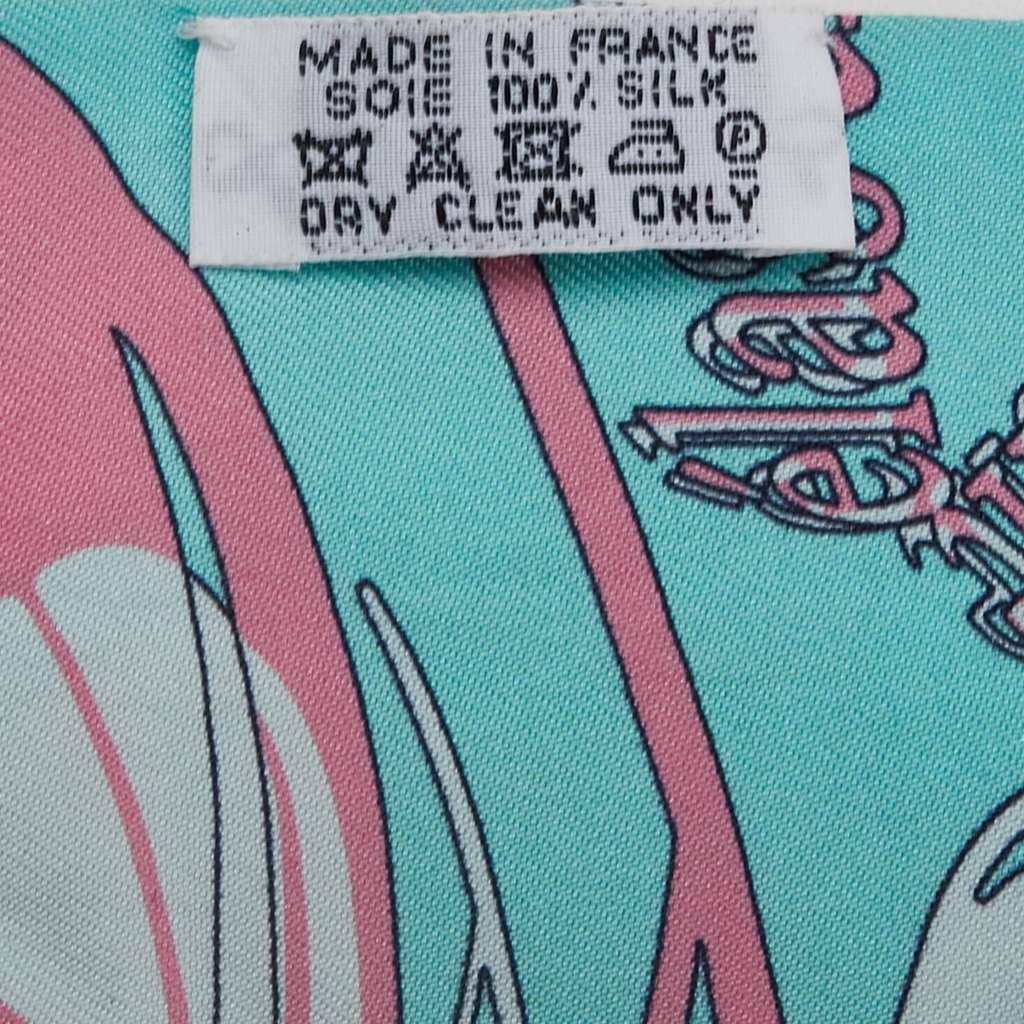 MADE IN FRANCE
SOIE 100% SILK
P
DRY CLEAN ONLY